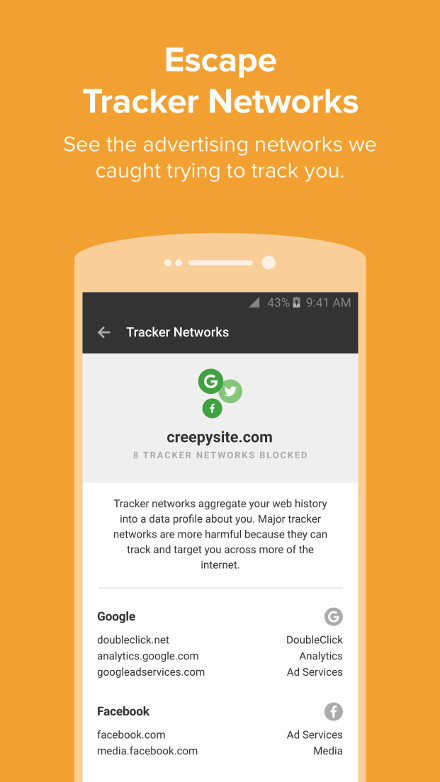 Escape
Tracker Networks
See the advertising networks we
caught trying to track you.
43% 9:41 AM
Tracker Networks
creepysite.com
8 TRACKER NETWORKS BLOCKED
Tracker networks aggregate your web history
into a data profile about you. Major tracker
networks are more harmful because they can
track and target you across more of the
internet.
Google G
doubleclick.net DoubleClick
analytics.google.com Analytics
googleadservices.com Ad Services
Facebook f
facebook.com Ad Services
media.facebook.com Media